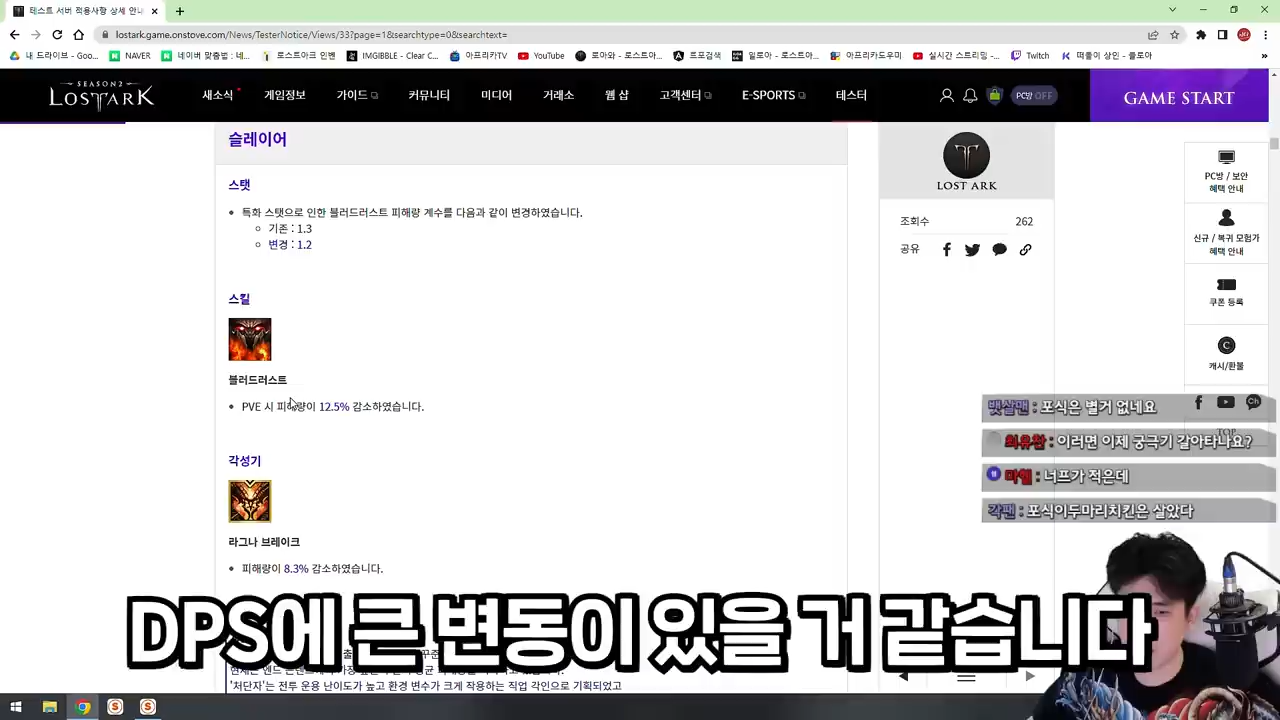 테스트 서버 적용사항 상세 안내
lostark.game.onstove.com/News/TesterNotice/Views/33?page=1&searchtype=0&searchtext=
내 드라이브 - Goo...
NAVER
네이버 맞춤법 : 네...
로스트아크 인벤
IMGIBBLE - Clear C...
아프리카TV
YouTube
로아와 - 로스트아...
트포검색
일로아 - 로스트아...
아프리카도우미
실시간 스트리밍 -...
Twitch
떡돌이 상인 - 클로아
SEASON2
LOST ARK
새소식
게임정보
가이드
커뮤니티
미디어
거래소
웹 샵
고객센터
E-SPORTS
테스터
PC방 OFF
GAME START
슬레이어
스탯
특화 스탯으로 인한 블러드러스트 피해량 계수를 다음과 같이 변경하였습니다.
기존 : 1.3
변경 : 1.2
스킬
블러드러스트
PVE 시 피해량이 12.5% 감소하였습니다.
각성기
라그나 브레이크
피해량이 8.3% 감소하였습니다.
'처단자'는 전투 운용 난이도가 높고 환경 변수가 크게 작용하는 직업 각인으로 기획되었고
LOST ARK
조회수 262
공유
PC방 / 보안
혜택 안내
신규 / 복귀 모험가
혜택 안내
쿠폰 등록
캐시/환불
TOP
뱃살맨 : 포식은 별거 없네요
최유찬 : 이러면 이제 궁극기 갈아타나요?
마헨 : 너프가 적은데
각팬 : 포식이두마리치킨은 살았다
DPS에 큰 변동이 있을 거 같습니다